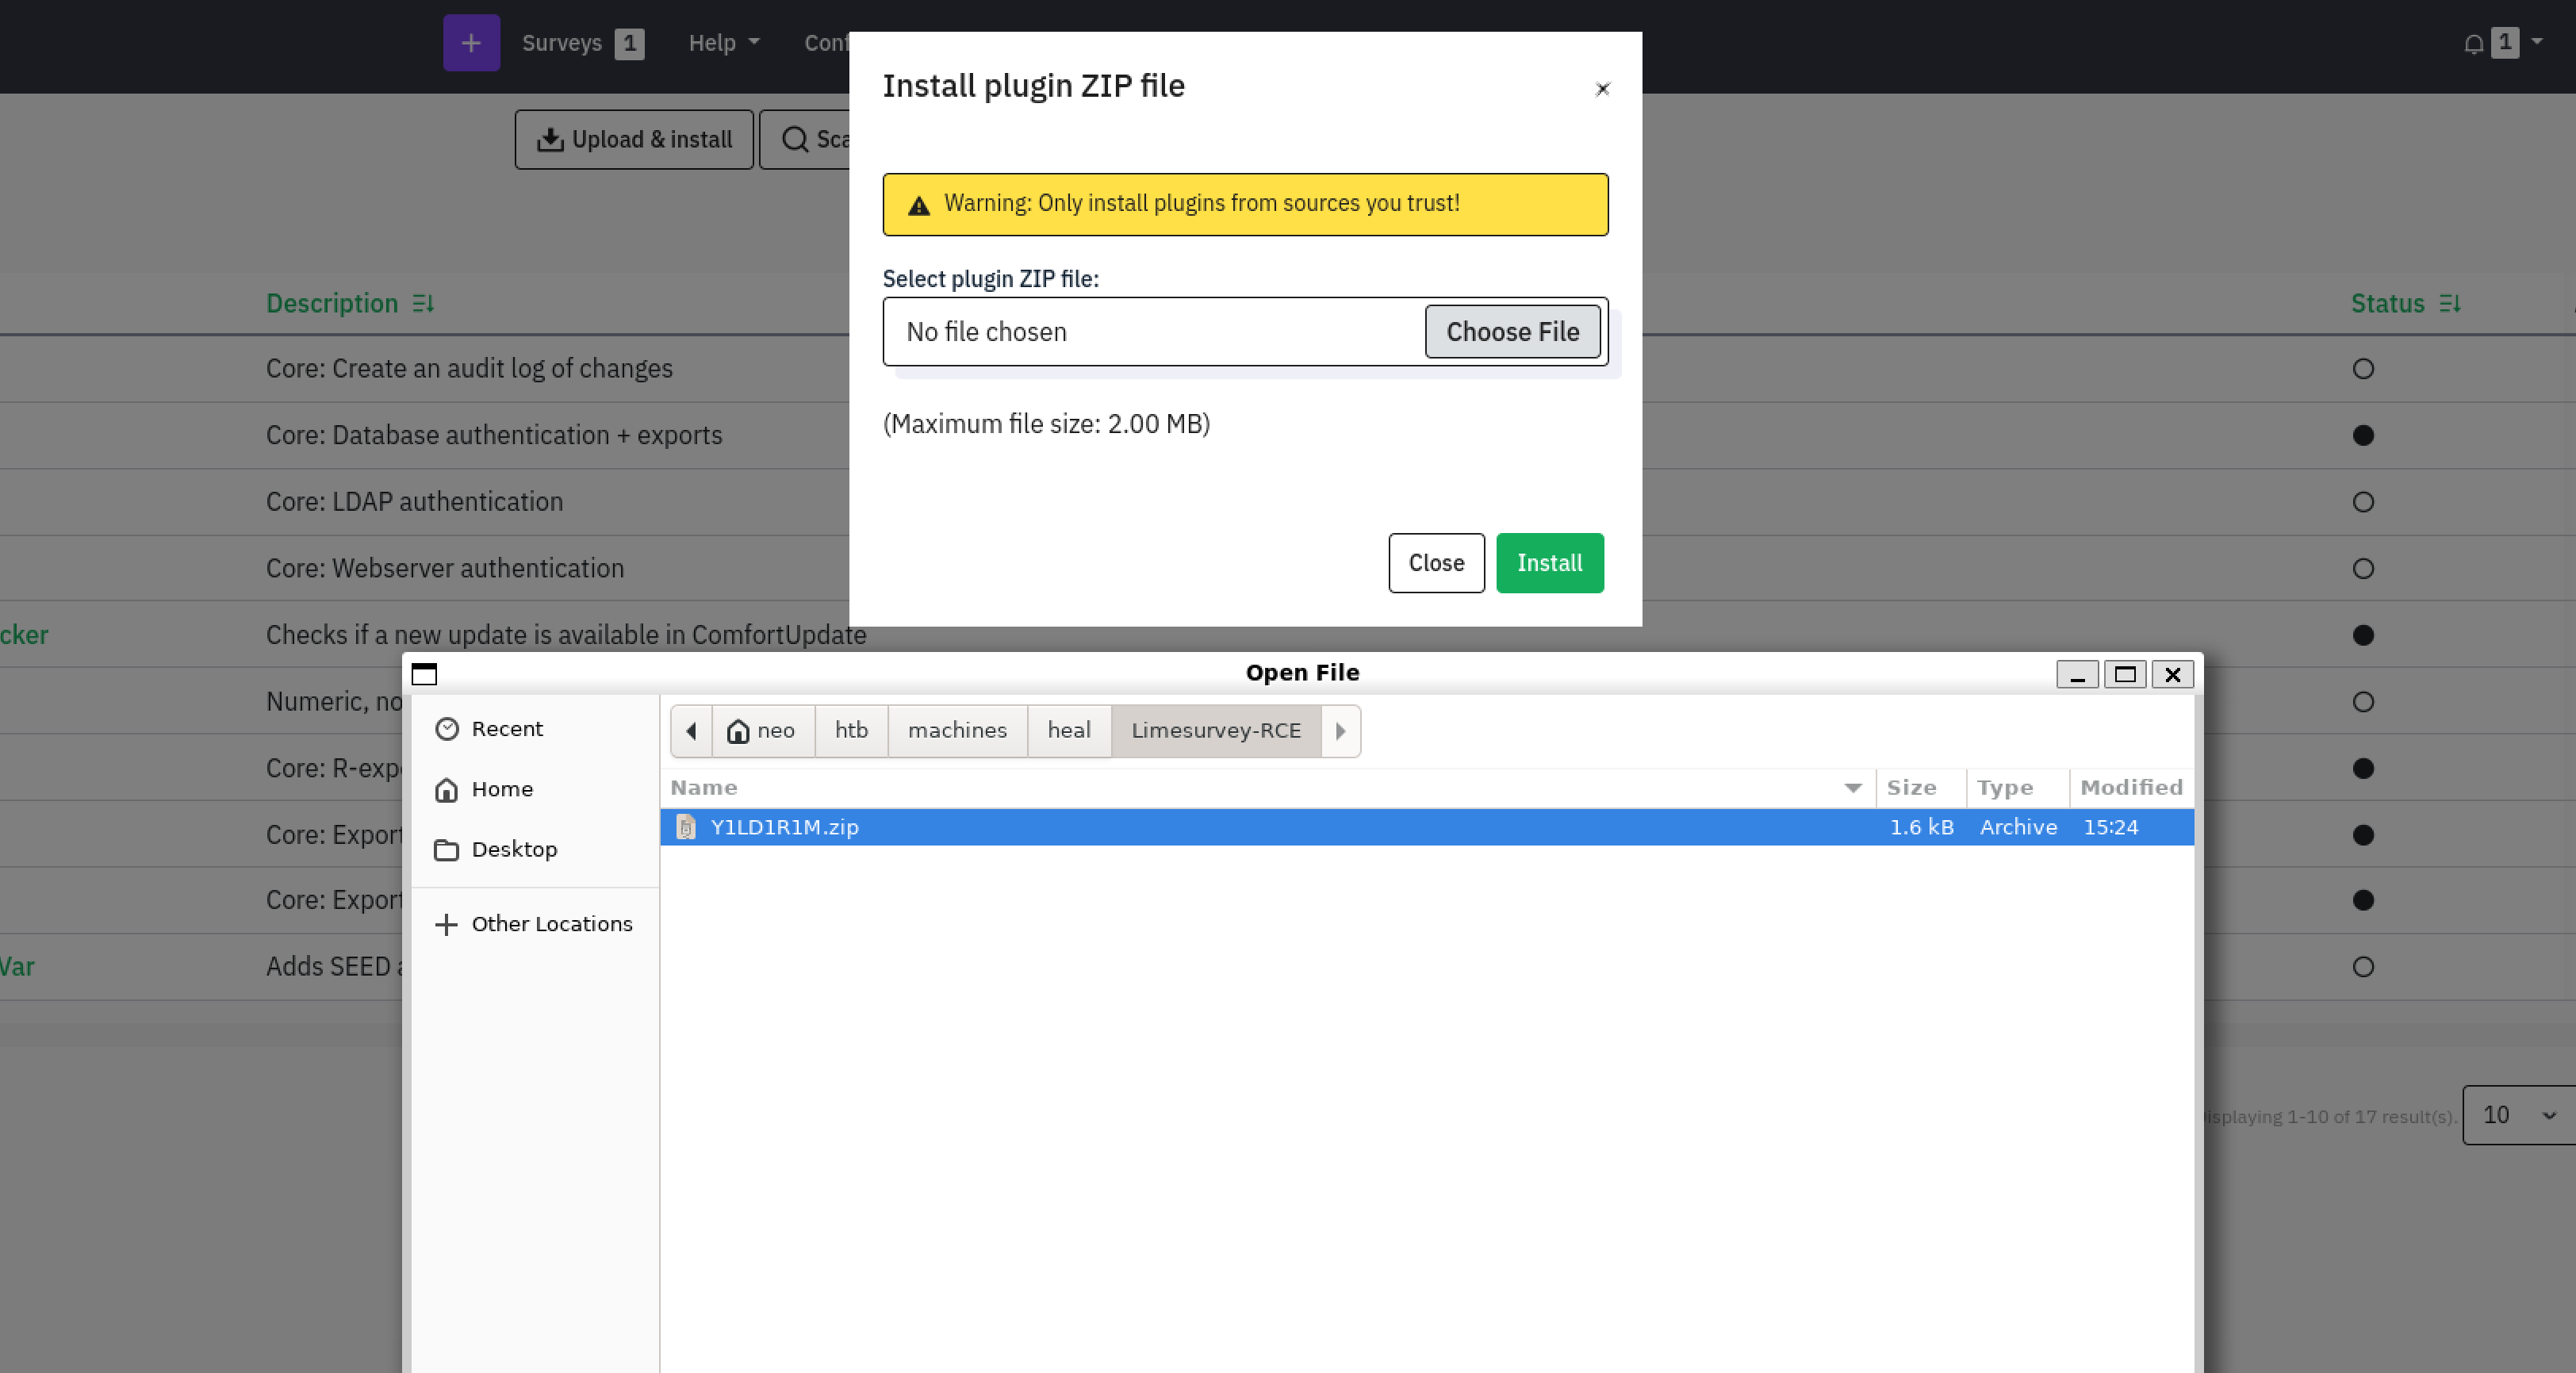 + Surveys 1 Help Conf 1
Install plugin ZIP file
Upload & install Sca
Warning: Only install plugins from sources you trust!
Select plugin ZIP file:
No file chosen Choose File
Description Status
Core: Create an audit log of changes
(Maximum file size: 2.00 MB)
Core: Database authentication + exports
Core: LDAP authentication
Close Install
Core: Webserver authentication
cker Checks if a new update is available in ComfortUpdate
Open File
Numeric, no
Recent neo htb machines heal Limesurvey-RCE
Core: R-exp
Home Name Size Type Modified
Y1LD1R1M.zip 1.6 kB Archive 15:24
Core: Export
Desktop
Core: Export
Other Locations
Var Adds SEED a
isplaying 1-10 of 17 result(s). 10